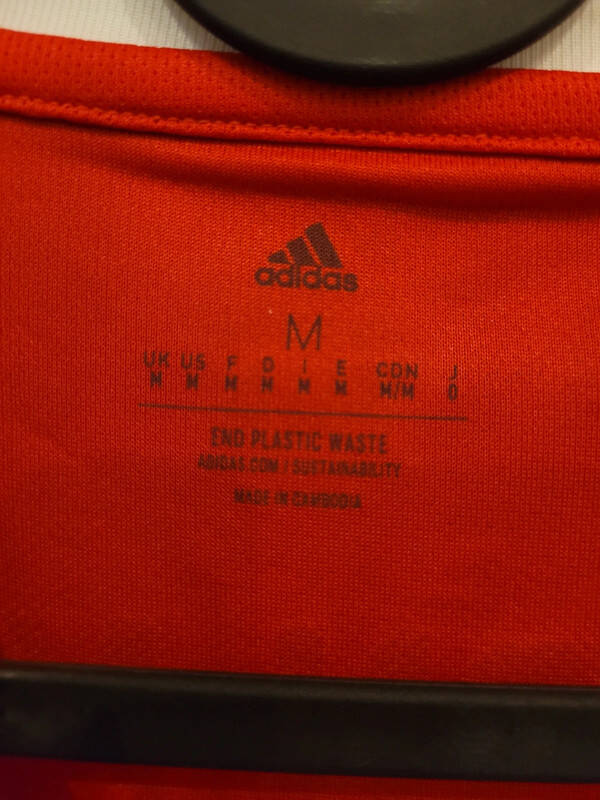 adidas
M
UK US F D I E CDN J
M M M M M M M/M O
END PLASTIC WASTE
ADIDAS.COM / SUSTAINABILITY
MADE IN CAMBODIA